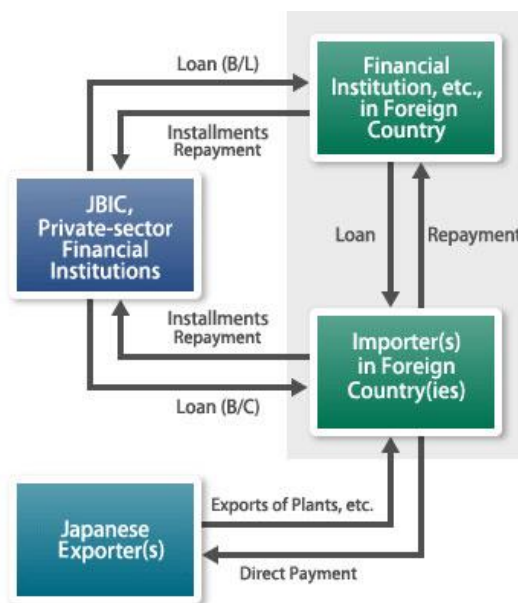 Loan (B/L)
Financial
Institution, etc.,
in Foreign
Country
Installments
Repayment
JBIC,
Private-sector
Financial
Institutions
Loan
Repayment
Installments
Repayment
Importer(s)
in Foreign
Country(ies)
Loan (B/C)
Exports of Plants, etc.
Japanese
Exporter(s)
Direct Payment